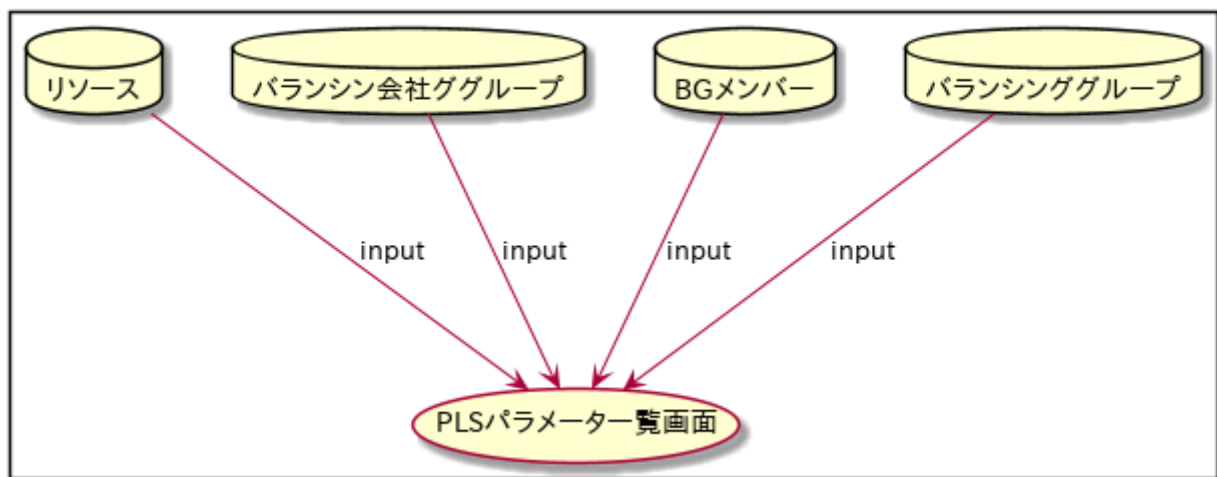 リソース
バランシン会社ググループ
BGメンバー
バランシンググループ
input
input
input
input
PLSパラメータ一覧画面